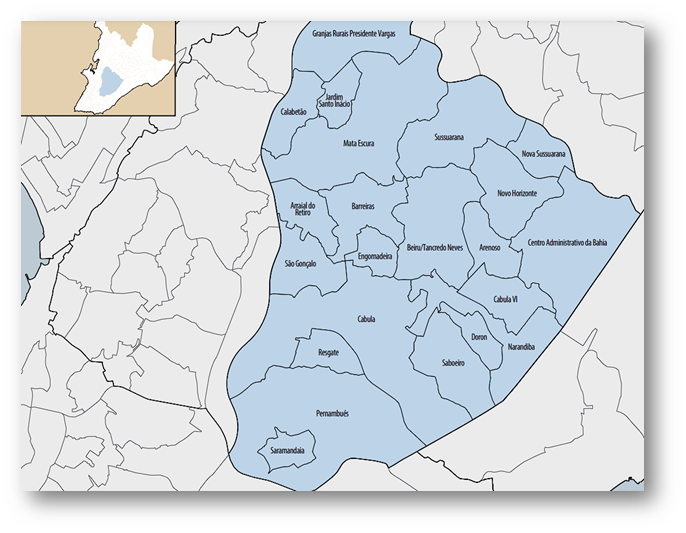 Granjas Rurais Presidente Vargas
Jardim
Santo Inácio
Calabetão
Mata Escura
Sussuarana
Nova Sussuarana
Novo Horizonte
Arraial do
Retiro
Barreiras
Centro Administrativo da Bahia
Beiru/Tancredo Neves
Arenoso
Engomadeira
São Gonçalo
Cabula VI
Cabula
Doron
Narandiba
Resgate
Saboeiro
Pernambués
Saramandaia